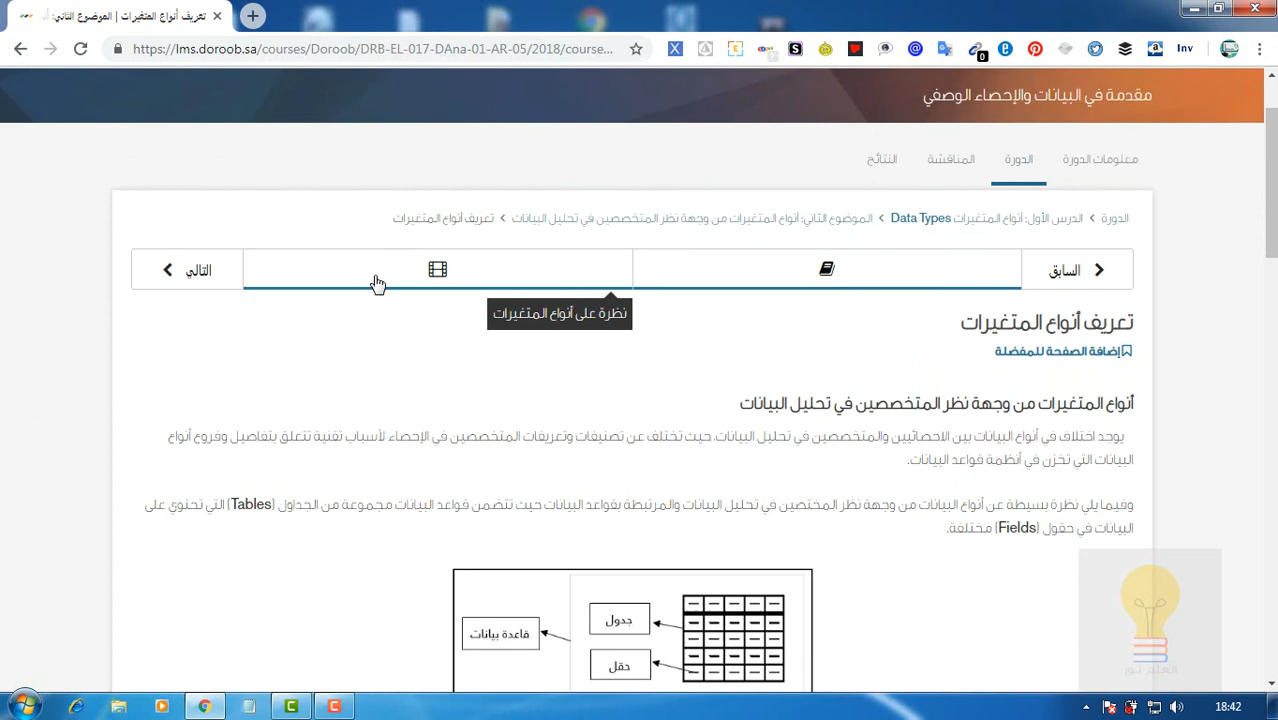 تعريف أنواع المتغيرات | الموضوع الثاني: أن
https://lms.doroob.sa/courses/Doroob/DRB-EL-017-DAna-01-AR-05/2018/course...
Inv
مقدمة في البيانات والإحصاء الوصفي
معلومات الدورة
الدورة
المناقشة
النتائج
الدورة > الدرس الأول: أنواع المتغيرات Data Types > الموضوع الثاني: أنواع المتغيرات من وجهة نظر المتخصصين في تحليل البيانات > تعريف أنواع المتغيرات
السابق
التالي
نظرة على أنواع المتغيرات
تعريف أنواع المتغيرات
إضافة الصفحة للمفضلة
أنواع المتغيرات من وجهة نظر المتخصصين في تحليل البيانات
يوجد اختلاف في أنواع البيانات بين الاحصائيين والمتخصصين في تحليل البيانات، حيث تختلف عن تصنيفات وتعريفات المتخصصين في الإحصاء لأسباب تقنية تتعلق بتفاصيل وفروع أنواع
البيانات التي تخزن في أنظمة قواعد البيانات.
وفيما يلي نظرة بسيطة عن أنواع البيانات من وجهة نظر المختصين في تحليل البيانات والمرتبطة بقواعد البيانات حيث تتضمن قواعد البيانات مجموعة من الجداول (Tables) التي تحتوي على
البيانات في حقول (Fields) مختلفة.
جدول
قاعدة بيانات
حقل
العلم نور
18:42